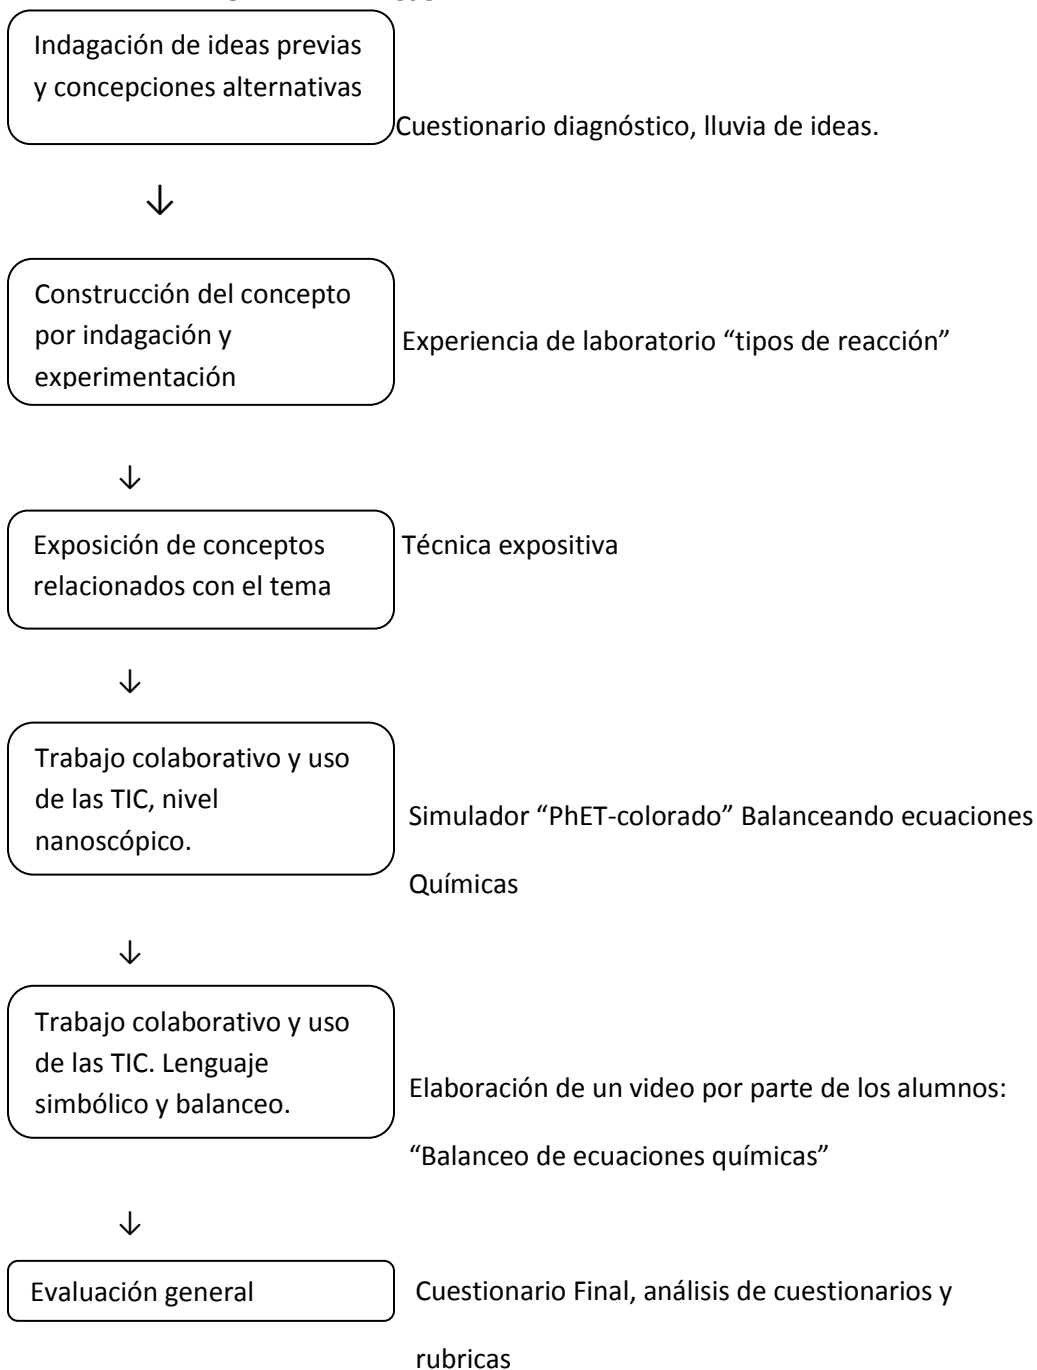 Indagación de ideas previas
y concepciones alternativas
Cuestionario diagnóstico, lluvia de ideas.
↓
Construcción del concepto
por indagación y
experimentación
Experiencia de laboratorio “tipos de reacción”
↓
Exposición de conceptos
relacionados con el tema
Técnica expositiva
↓
Trabajo colaborativo y uso
de las TIC, nivel
nanoscópico.
Simulador “PhET-colorado” Balanceando ecuaciones
Químicas
↓
Trabajo colaborativo y uso
de las TIC. Lenguaje
simbólico y balanceo.
Elaboración de un video por parte de los alumnos:
“Balanceo de ecuaciones químicas”
↓
Evaluación general
Cuestionario Final, análisis de cuestionarios y
rubricas